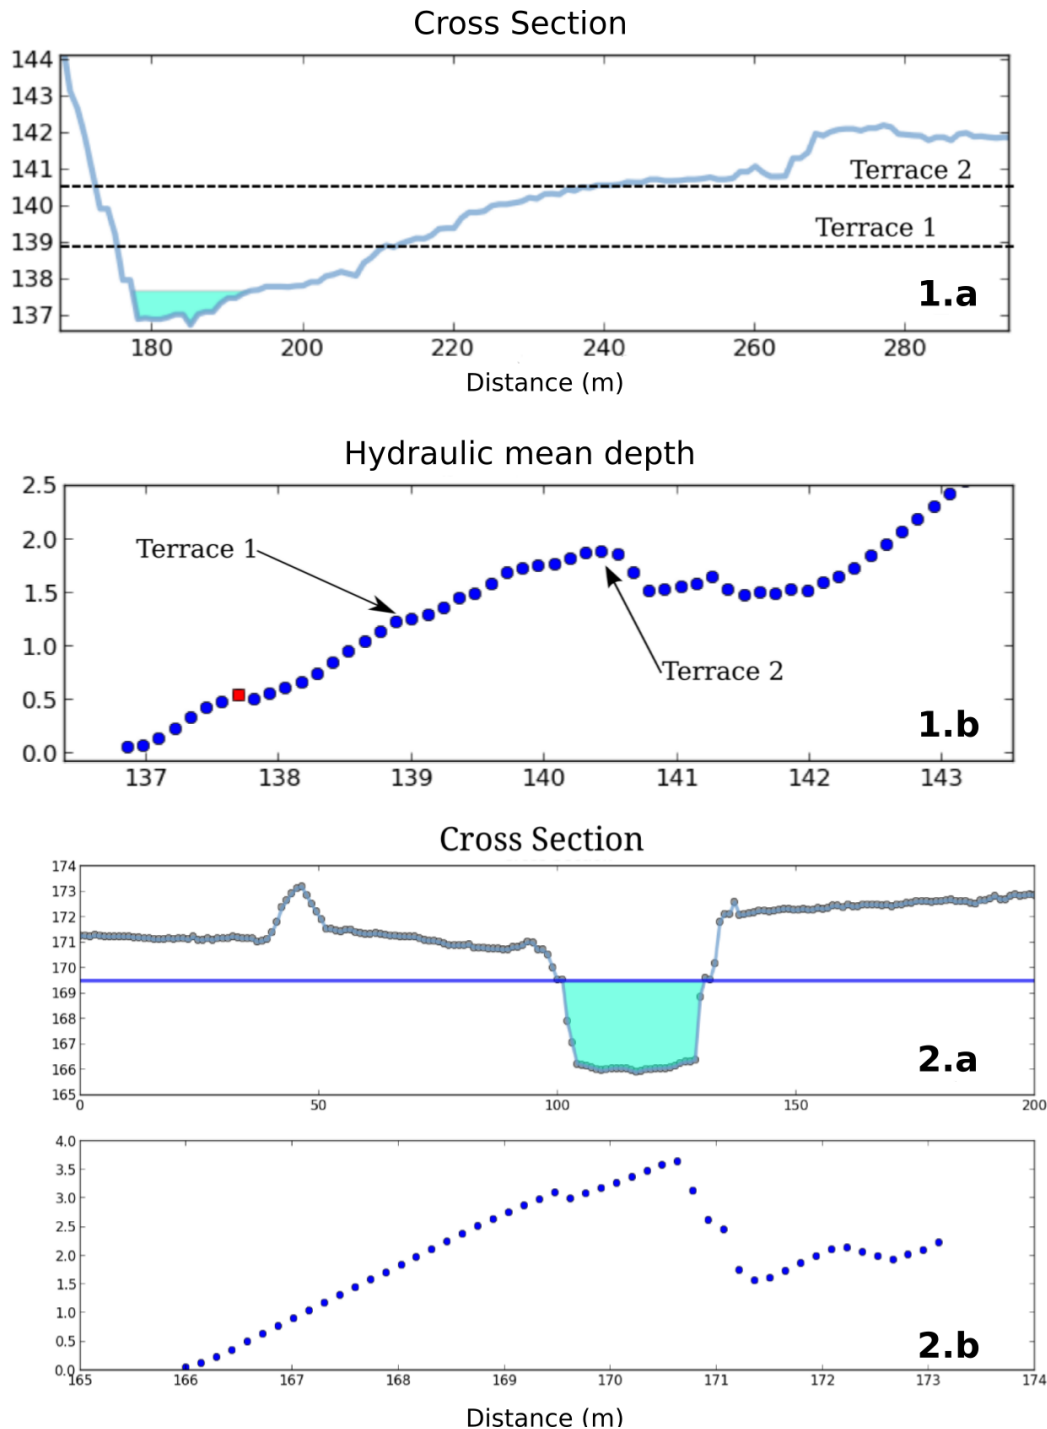 Cross Section
144
143
142
141
140
139
138
137
Terrace 2
Terrace 1
1.a
180 200 220 240 260 280
Distance (m)
Hydraulic mean depth
2.5
2.0
1.5
1.0
0.5
0.0
Terrace 1
Terrace 2
1.b
137 138 139 140 141 142 143
Cross Section
174
173
172
171
170
169
168
167
166
165
2.a
0 50 100 150 200
4.0
3.5
3.0
2.5
2.0
1.5
1.0
0.5
0.0
2.b
165 166 167 168 169 170 171 172 173 174
Distance (m)